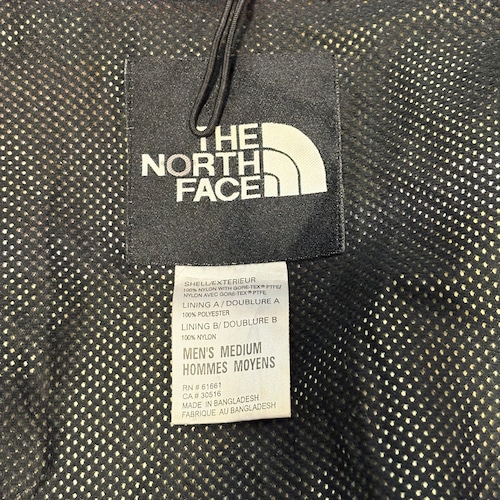 THE
NORTH
FACE
SHELL/EXTERIEUR
100% NYLON WITH GORE-TEX® PTFE/
NYLON AVEC GORE-TEX® PTFE
LINING A / DOUBLURE A
100% POLYESTER
LINING B/ DOUBLURE B
100% NYLON
MEN'S MEDIUM
HOMMES MOYENS
RN # 61661
CA # 30516
MADE IN BANGLADESH
FABRIQUE AU BANGLADESH